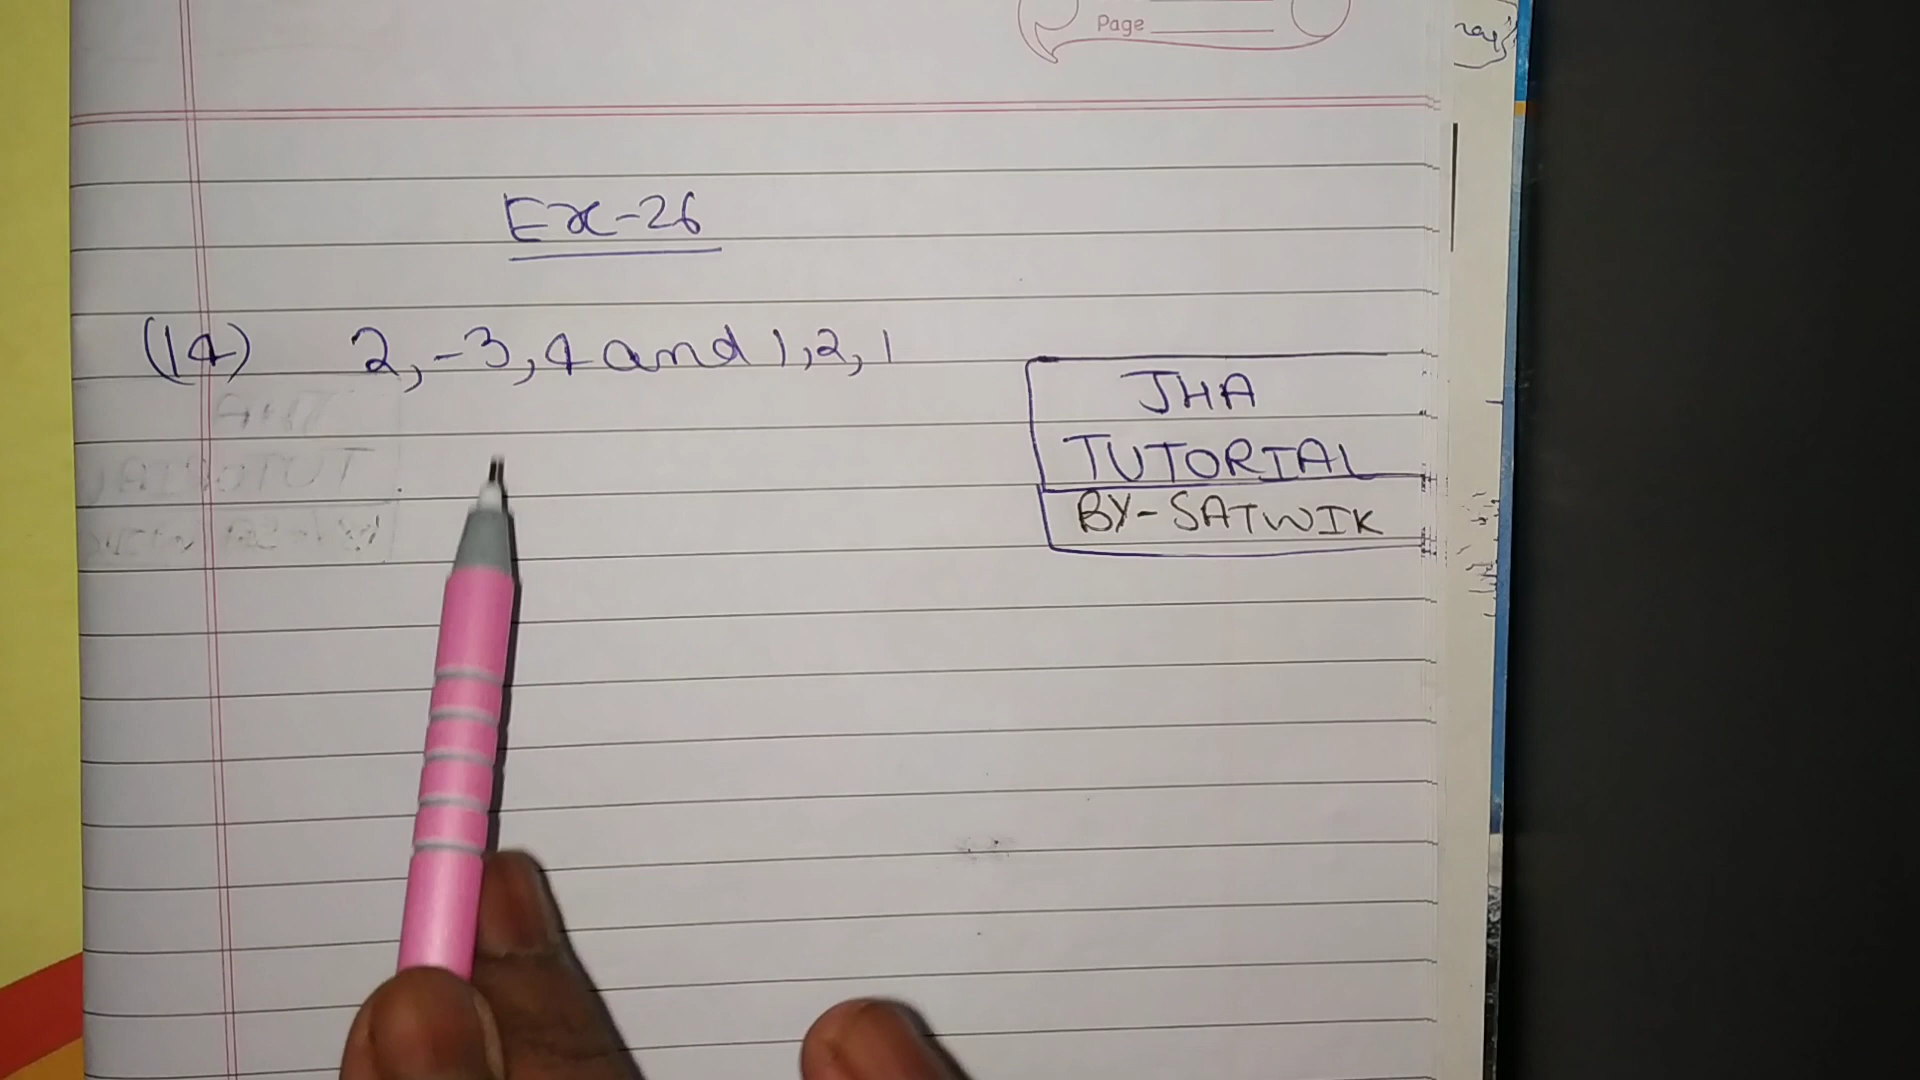 Page
Ex-26
(14) 2,-3,4 and 1,2,1
JHA
TUTORIAL
BY-SATWIK